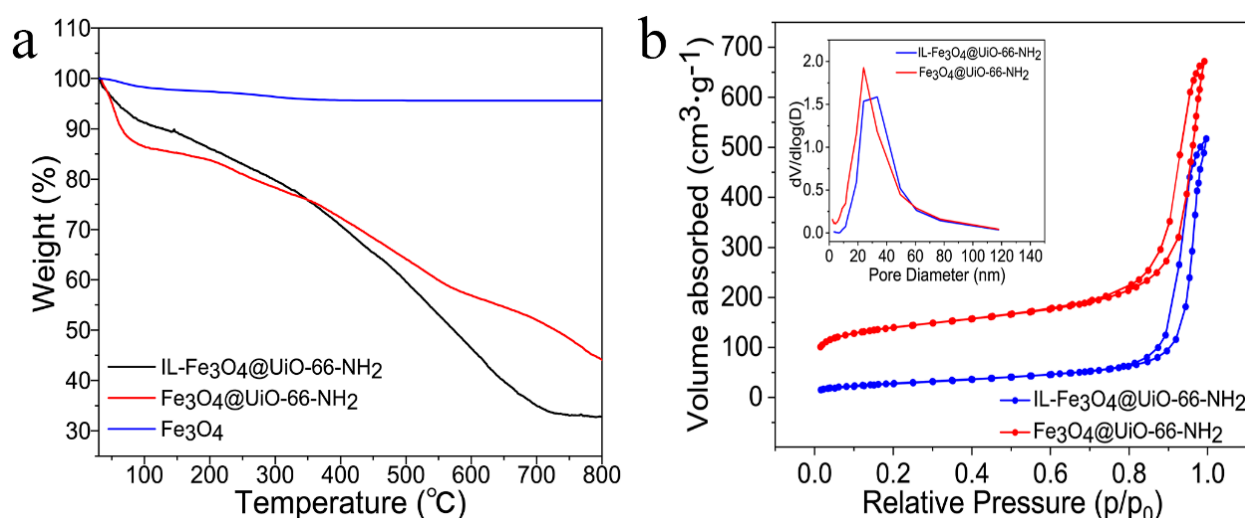 a
110
100
90
80
70
60
50
40
30
Weight (%)
IL-Fe3O4@UiO-66-NH2
Fe3O4@UiO-66-NH2
Fe3O4
100 200 300 400 500 600 700 800
Temperature (℃)
b
700
600
500
400
300
200
100
0
Volume absorbed (cm³·g⁻¹)
2.0
1.5
1.0
0.5
0.0
dV/dlog(D)
IL-Fe3O4@UiO-66-NH2
Fe3O4@UiO-66-NH2
0 20 40 60 80 100 120 140
Pore Diameter (nm)
IL-Fe3O4@UiO-66-NH2
Fe3O4@UiO-66-NH2
0.0 0.2 0.4 0.6 0.8 1.0
Relative Pressure (p/p0)